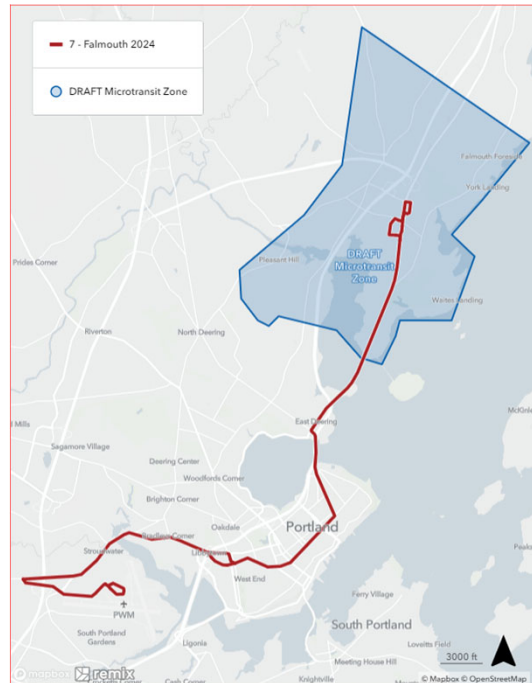 7 - Falmouth 2024
DRAFT Microtransit Zone
Falmouth Foreside
York Landing
Prides Corner
Pleasant Hill
DRAFT
Microtransit
Zone
Waites Landing
Riverton
North Deering
East Deering
Mills
Sagamore Village
Deering Center
Woodfords Corner
Brighton Corner
Oakdale
Portland
Bradleys Corner
Stroudwater
Libbytown
West End
Peaks
PWM
Ferry Village
South Portland
Gardens
South Portland
Ligonia
Loveitts Field
Meeting House Hill
Knightville
3000 ft
mapbox remix
© Mapbox © OpenStreetMap